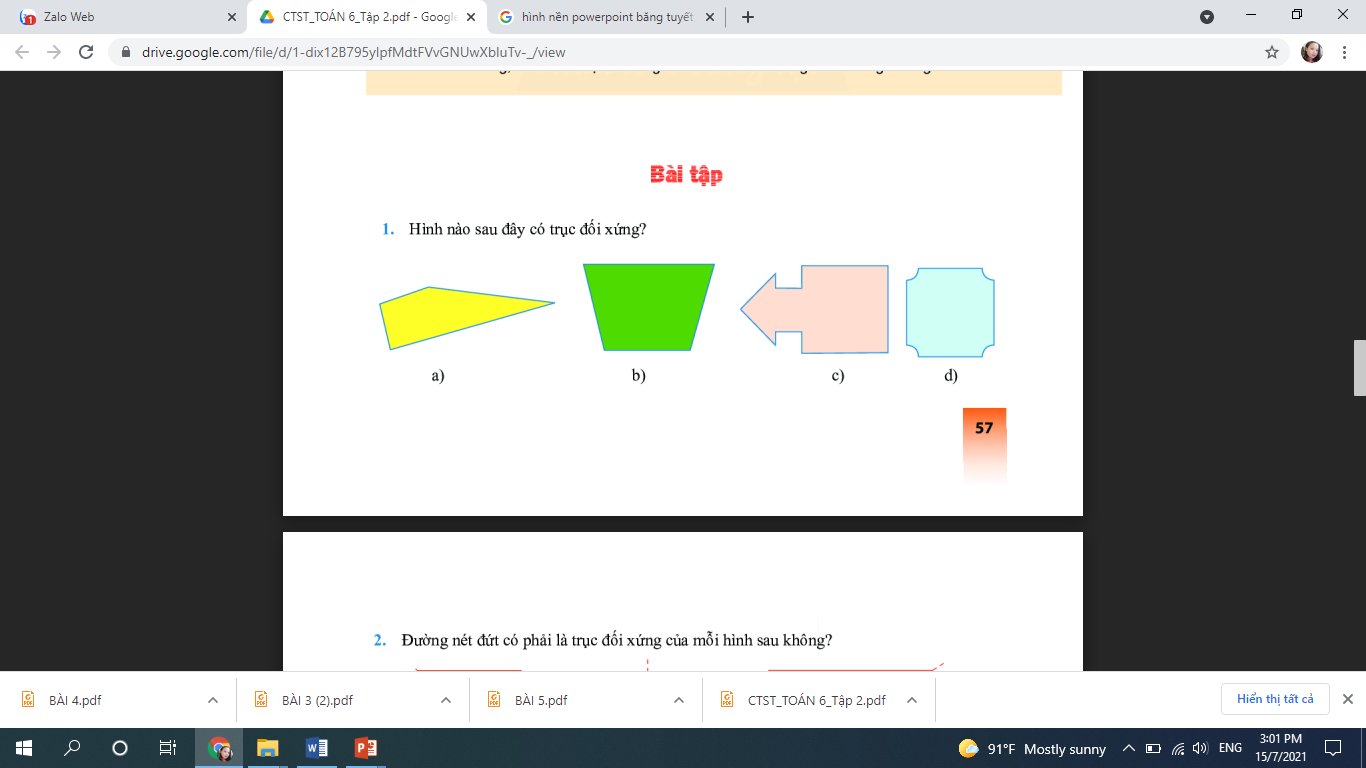 Zalo Web
CTST_TOÁN 6_Tập 2.pdf - Google
hình nền powerpoint băng tuyết
drive.google.com/file/d/1-dix12B795yIpfMdtFVvGNUwXbluTv-_/view
Bài tập
1. Hình nào sau đây có trục đối xứng?
a) b) c) d)
57
2. Đường nét đứt có phải là trục đối xứng của mỗi hình sau không?
BÀI 4.pdf
BÀI 3 (2).pdf
BÀI 5.pdf
CTST_TOÁN 6_Tập 2.pdf
Hiển thị tất cả
91°F Mostly sunny
ENG
3:01 PM
15/7/2021